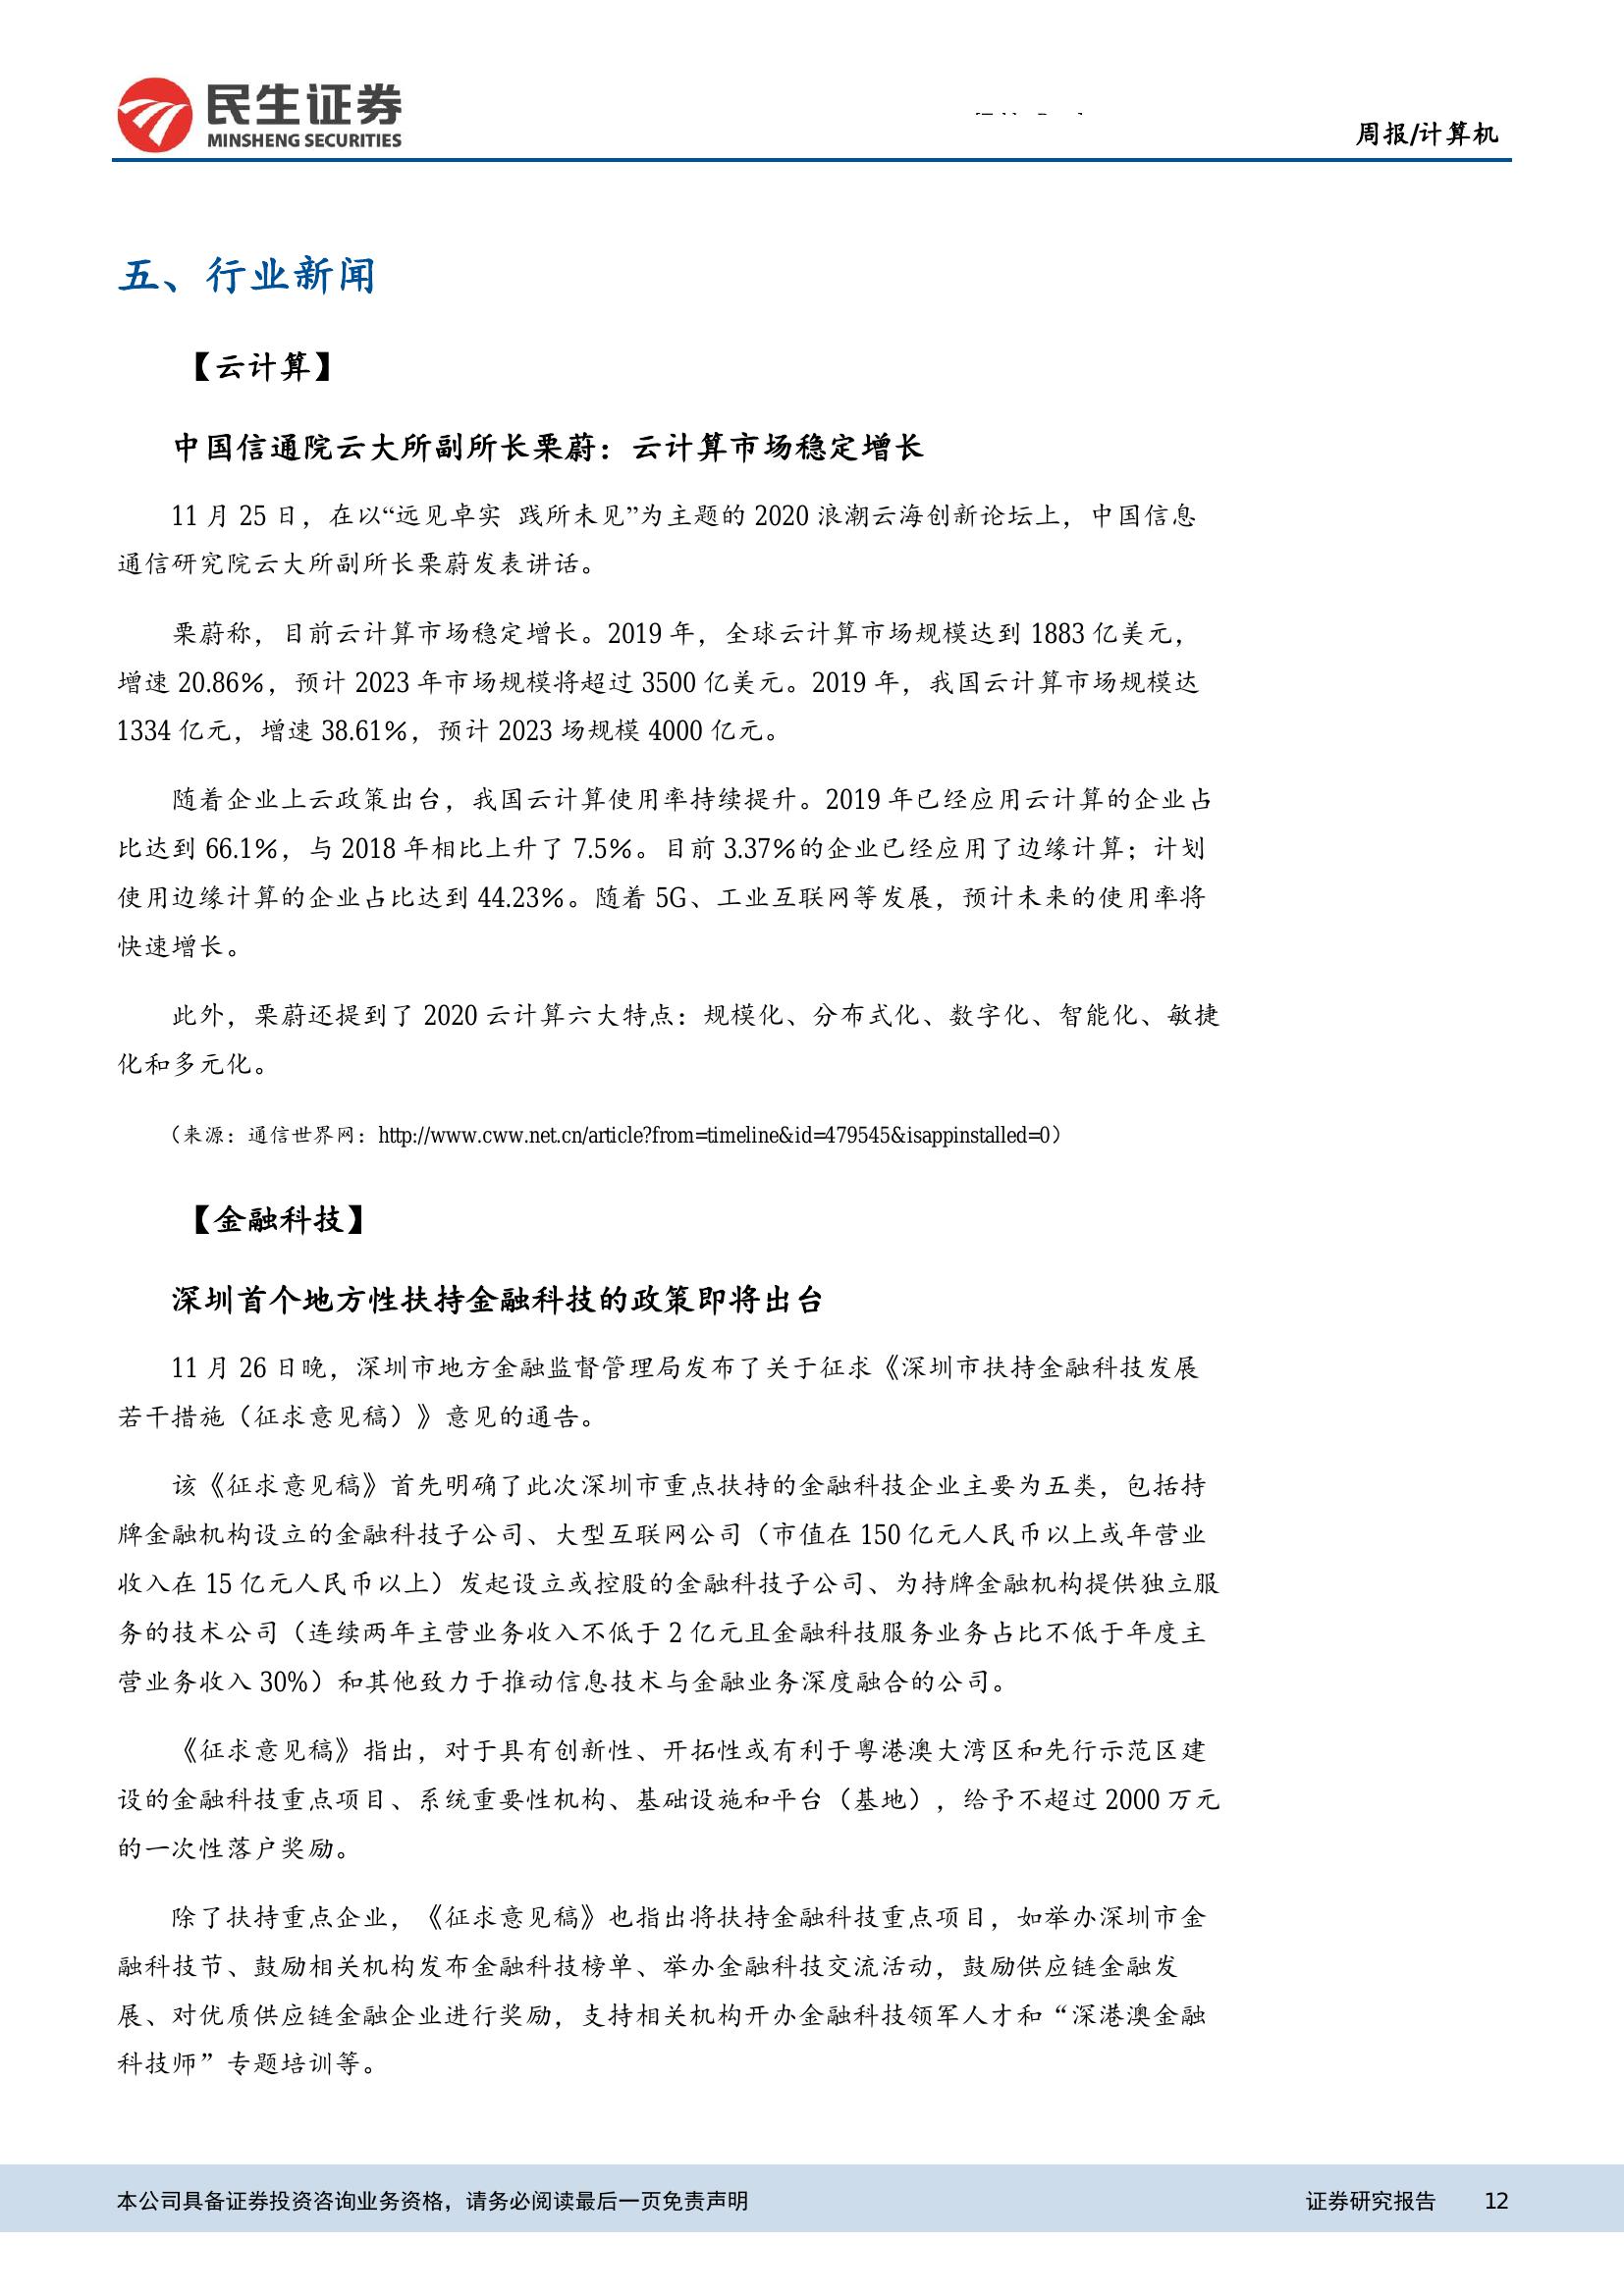 民生证券
MINSHENG SECURITIES
周报/计算机
五、行业新闻
【云计算】
中国信通院云大所副所长栗蔚：云计算市场稳定增长
11 月 25 日，在以“远见卓实 践所未见”为主题的 2020 浪潮云海创新论坛上，中国信息
通信研究院云大所副所长栗蔚发表讲话。
栗蔚称，目前云计算市场稳定增长。2019 年，全球云计算市场规模达到 1883 亿美元，
增速 20.86%，预计 2023 年市场规模将超过 3500 亿美元。2019 年，我国云计算市场规模达
1334 亿元，增速 38.61%，预计 2023 场规模 4000 亿元。
随着企业上云政策出台，我国云计算使用率持续提升。2019 年已经应用云计算的企业占
比达到 66.1%，与 2018 年相比上升了 7.5%。目前 3.37%的企业已经应用了边缘计算；计划
使用边缘计算的企业占比达到 44.23%。随着 5G、工业互联网等发展，预计未来的使用率将
快速增长。
此外，栗蔚还提到了 2020 云计算六大特点：规模化、分布式化、数字化、智能化、敏捷
化和多元化。
（来源：通信世界网：http://www.cww.net.cn/article?from=timeline&id=479545&isappinstalled=0）
【金融科技】
深圳首个地方性扶持金融科技的政策即将出台
11 月 26 日晚，深圳市地方金融监督管理局发布了关于征求《深圳市扶持金融科技发展
若干措施（征求意见稿）》意见的通告。
该《征求意见稿》首先明确了此次深圳市重点扶持的金融科技企业主要为五类，包括持
牌金融机构设立的金融科技子公司、大型互联网公司（市值在 150 亿元人民币以上或年营业
收入在 15 亿元人民币以上）发起设立或控股的金融科技子公司、为持牌金融机构提供独立服
务的技术公司（连续两年主营业务收入不低于 2 亿元且金融科技服务业务占比不低于年度主
营业务收入 30%）和其他致力于推动信息技术与金融业务深度融合的公司。
《征求意见稿》指出，对于具有创新性、开拓性或有利于粤港澳大湾区和先行示范区建
设的金融科技重点项目、系统重要性机构、基础设施和平台（基地），给予不超过 2000 万元
的一次性落户奖励。
除了扶持重点企业，《征求意见稿》也指出将扶持金融科技重点项目，如举办深圳市金
融科技节、鼓励相关机构发布金融科技榜单、举办金融科技交流活动，鼓励供应链金融发
展、对优质供应链金融企业进行奖励，支持相关机构开办金融科技领军人才和“深港澳金融
科技师”专题培训等。
本公司具备证券投资咨询业务资格，请务必阅读最后一页免责声明
证券研究报告 12